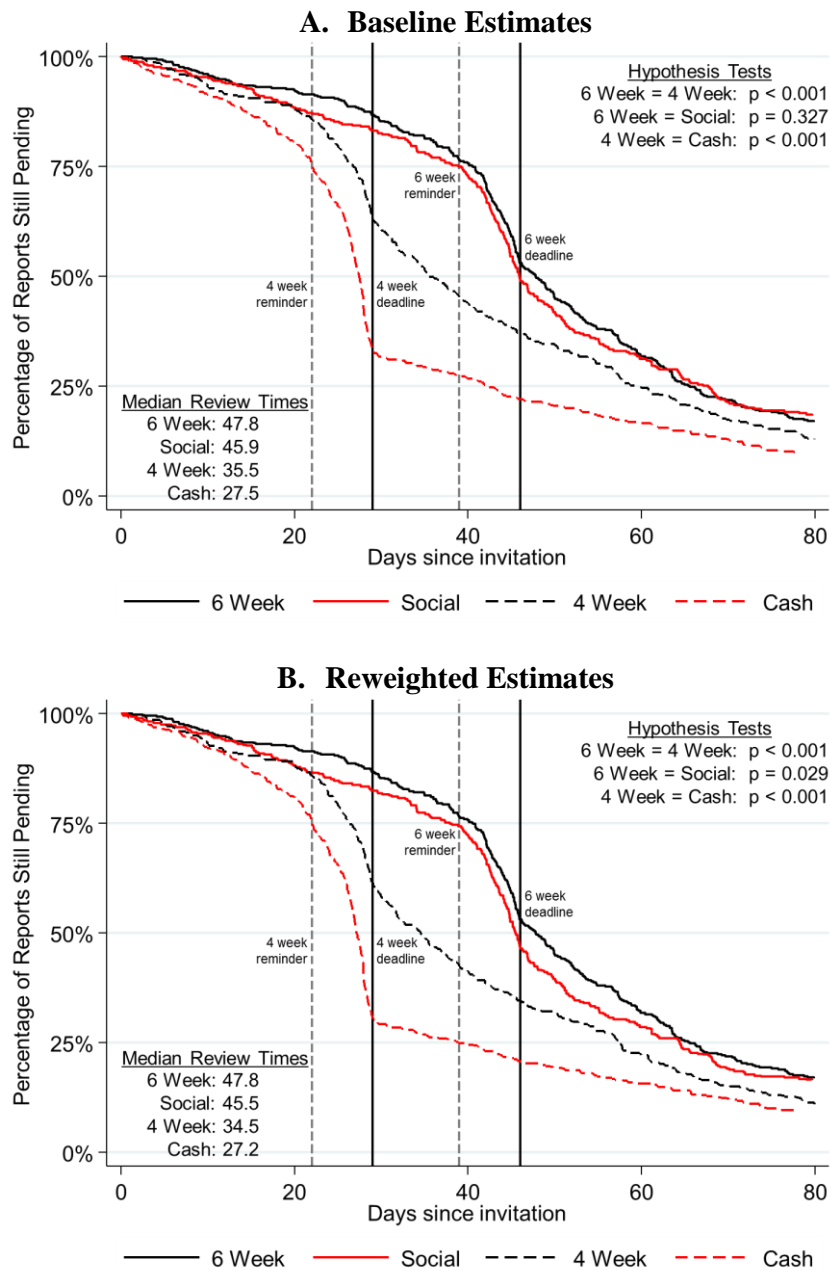 A. Baseline Estimates
Percentage of Reports Still Pending
100%
75%
50%
25%
0%
Hypothesis Tests
6 Week = 4 Week: p < 0.001
6 Week = Social: p = 0.327
4 Week = Cash: p < 0.001
6 week
reminder
6 week
deadline
4 week
reminder
4 week
deadline
Median Review Times
6 Week: 47.8
Social: 45.9
4 Week: 35.5
Cash: 27.5
0 20 40 60 80
Days since invitation
6 Week Social 4 Week Cash
B. Reweighted Estimates
Percentage of Reports Still Pending
100%
75%
50%
25%
0%
Hypothesis Tests
6 Week = 4 Week: p < 0.001
6 Week = Social: p = 0.029
4 Week = Cash: p < 0.001
6 week
reminder
6 week
deadline
4 week
reminder
4 week
deadline
Median Review Times
6 Week: 47.8
Social: 45.5
4 Week: 34.5
Cash: 27.2
0 20 40 60 80
Days since invitation
6 Week Social 4 Week Cash